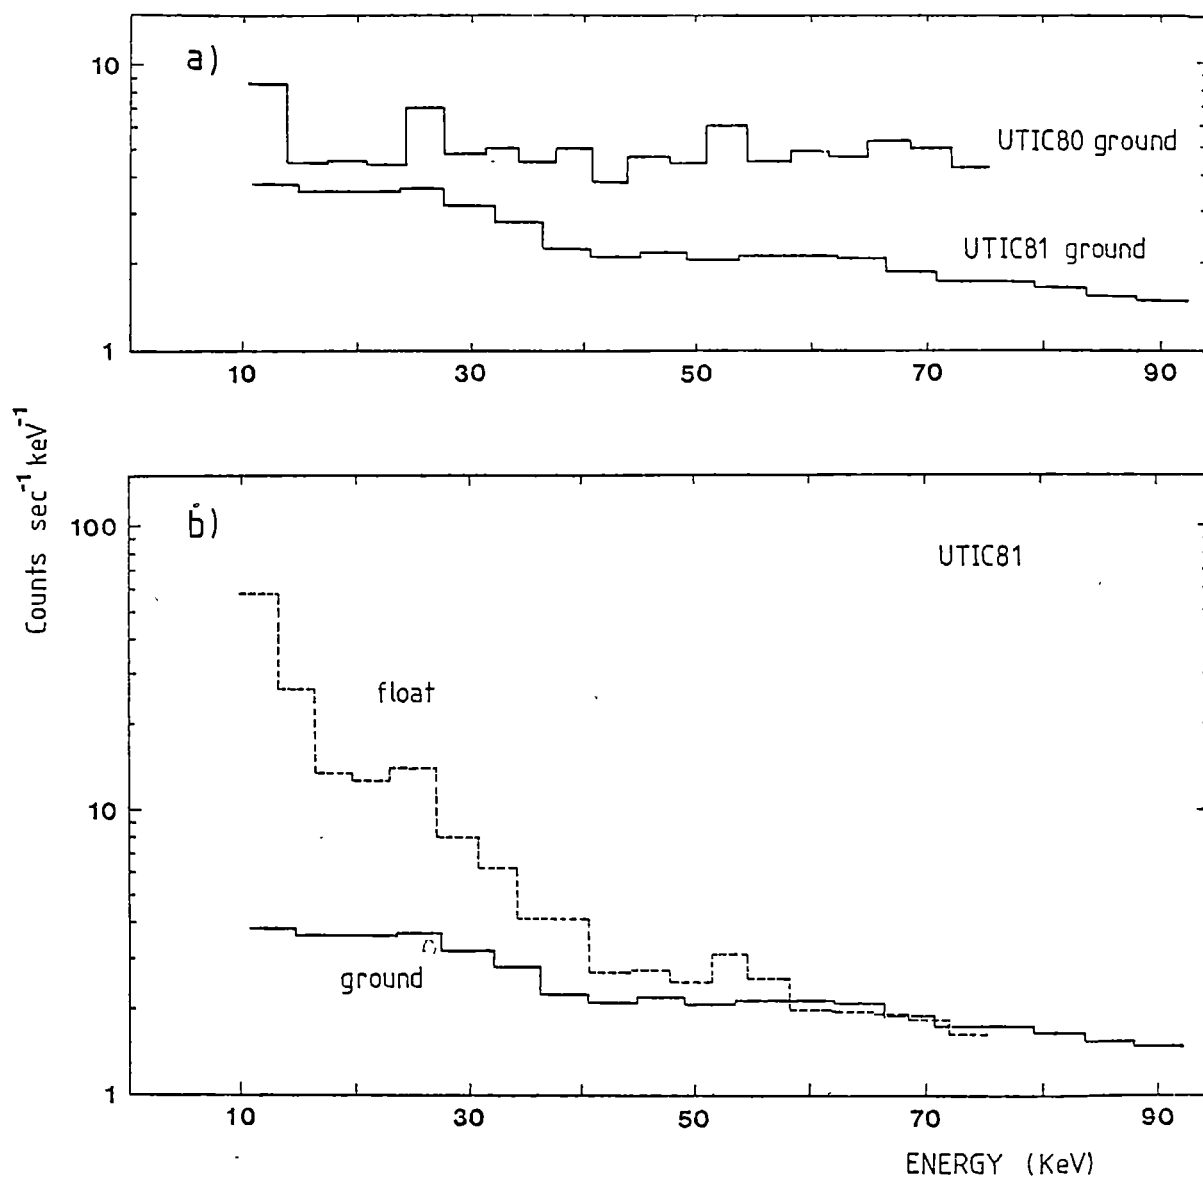 a)
10
UTIC80 ground
UTIC81 ground
1
10 30 50 70 90
Counts sec⁻¹ keV⁻¹
b)
100
UTIC81
float
10
ground
1
10 30 50 70 90
ENERGY (KeV)